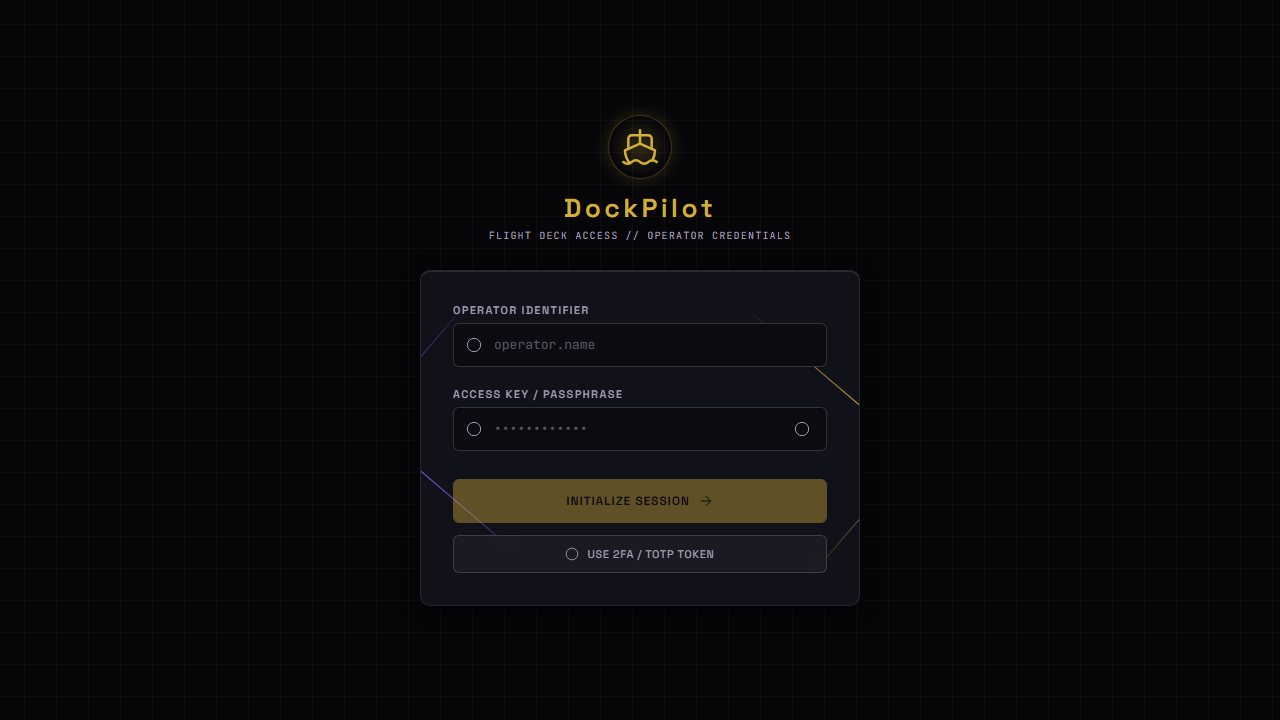 DockPilot
FLIGHT DECK ACCESS // OPERATOR CREDENTIALS
OPERATOR IDENTIFIER
operator.name
ACCESS KEY / PASSPHRASE
••••••••••••
INITIALIZE SESSION →
USE 2FA / TOTP TOKEN